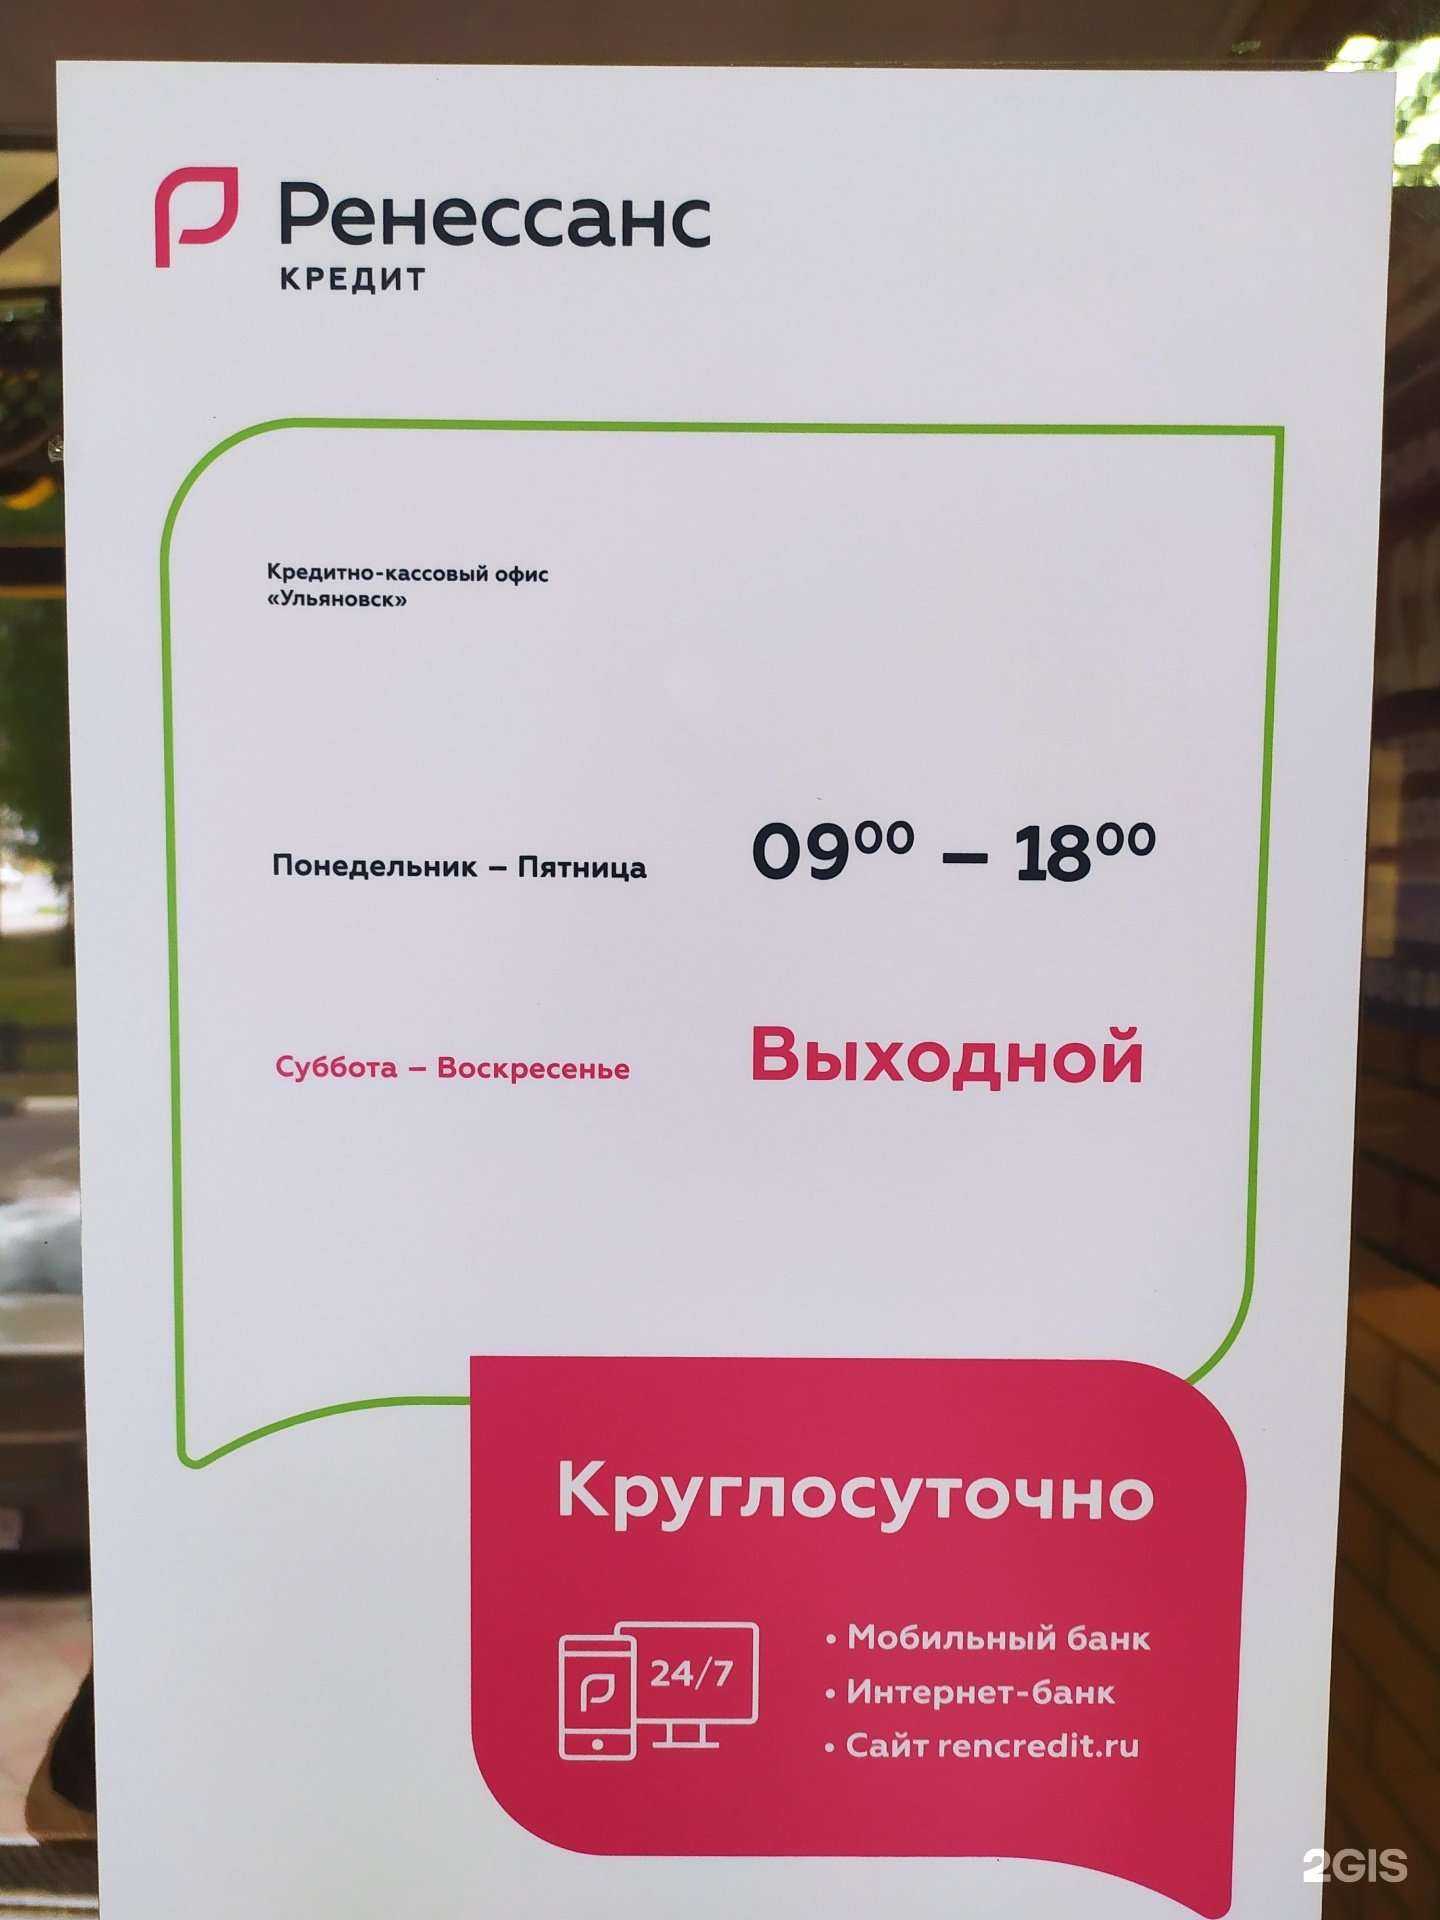 Ренессанс
КРЕДИТ
Кредитно-кассовый офис
«Ульяновск»
Понедельник – Пятница 09⁰⁰ – 18⁰⁰
Суббота – Воскресенье Выходной
Круглосуточно
24/7
• Мобильный банк
• Интернет-банк
• Сайт rencredit.ru
2GIS